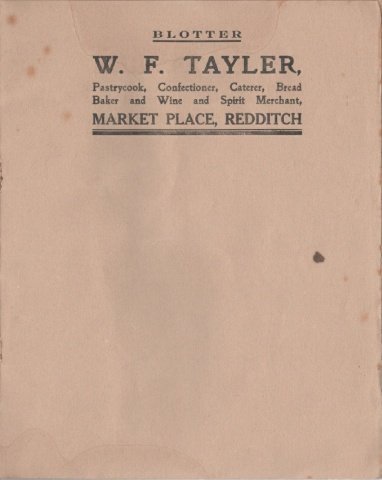 BLOTTER
W. F. TAYLER,
Pastrycook, Confectioner, Caterer, Bread
Baker and Wine and Spirit Merchant,
MARKET PLACE, REDDITCH